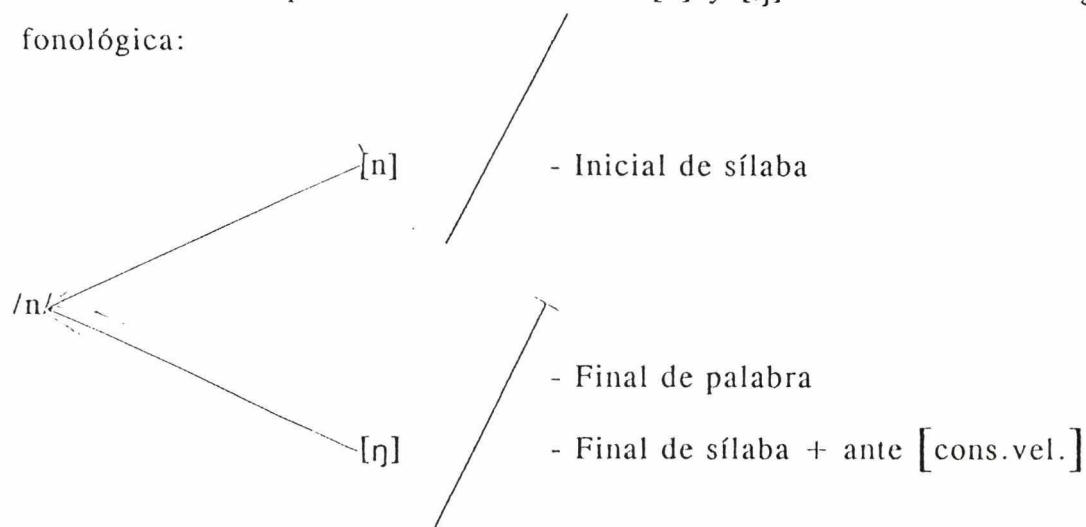 fonológica:
[n] - Inicial de sílaba
/n/
- Final de palabra
[ŋ] - Final de sílaba + ante [cons.vel.]